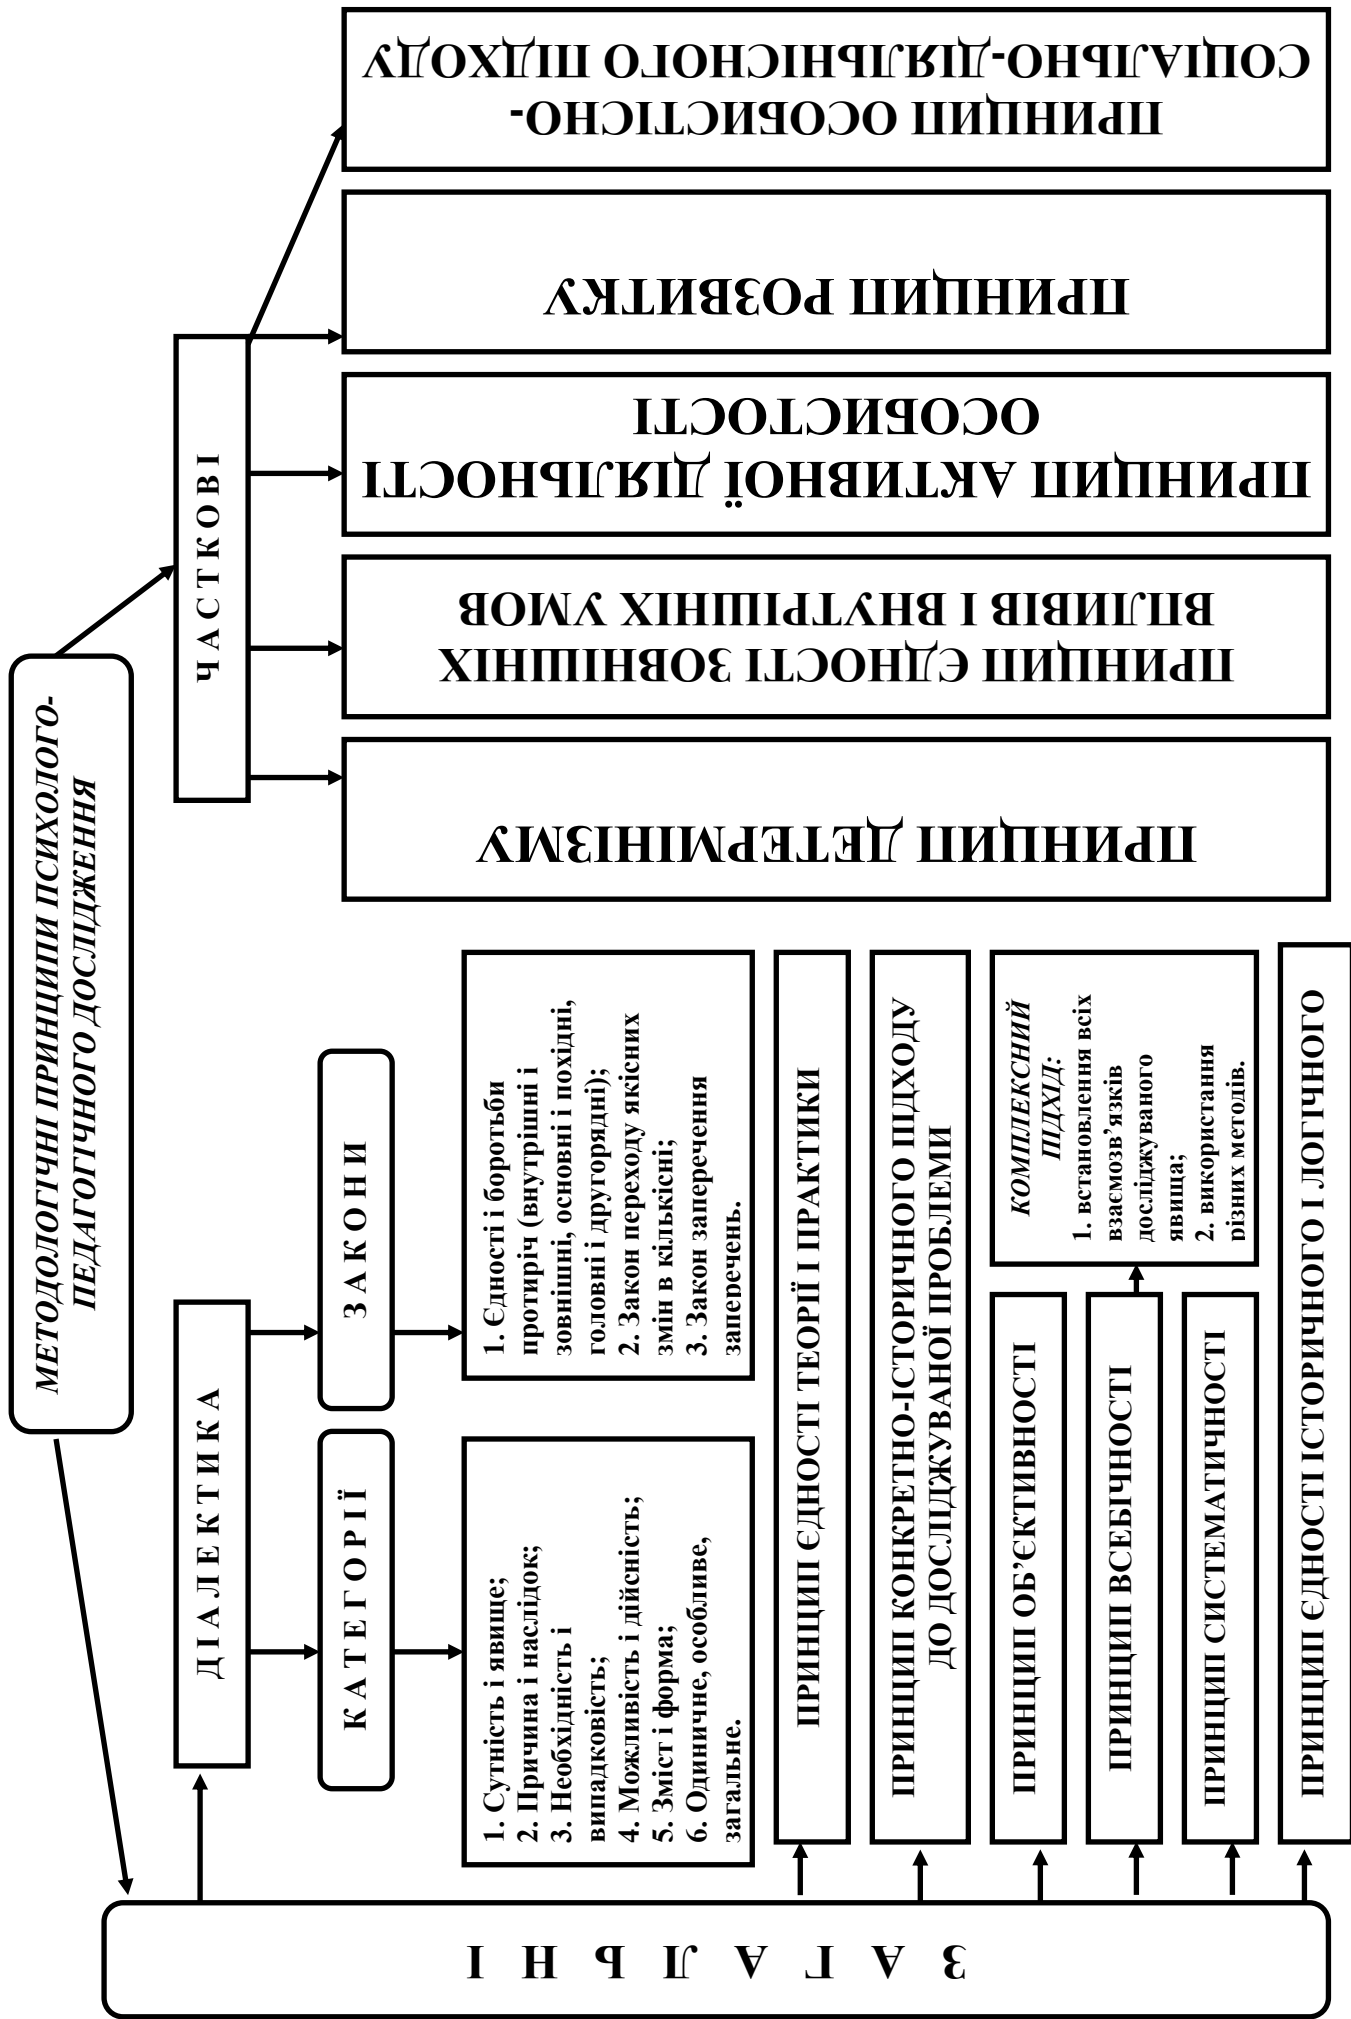 МЕТОДОЛОГІЧНІ ПРИНЦИПИ ПСИХОЛОГО-
ПЕДАГОГІЧНОГО ДОСЛІДЖЕННЯ
ЗАГАЛЬНІ
ДІАЛЕКТИКА
КАТЕГОРІЇ
1. Сутність і явище;
2. Причина і наслідок;
3. Необхідність і
випадковість;
4. Можливість і дійсність;
5. Зміст і форма;
6. Одиничне, особливе,
загальне.
ЗАКОНИ
1. Єдності і боротьби
протиріч (внутрішні і
зовнішні, основні і похідні,
головні і другорядні);
2. Закон переходу якісних
змін в кількісні;
3. Закон заперечення
заперечень.
ПРИНЦИП ЄДНОСТІ ТЕОРІЇ І ПРАКТИКИ
ПРИНЦИП КОНКРЕТНО-ІСТОРИЧНОГО ПІДХОДУ
ДО ДОСЛІДЖУВАНОЇ ПРОБЛЕМИ
ПРИНЦИП ОБ’ЄКТИВНОСТІ
ПРИНЦИП ВСЕБІЧНОСТІ
ПРИНЦИП СИСТЕМАТИЧНОСТІ
КОМПЛЕКСНИЙ
ПІДХІД:
1. встановлення всіх
взаємозв’язків
досліджуваного
явища;
2. використання
різних методів.
ПРИНЦИП ЄДНОСТІ ІСТОРИЧНОГО І ЛОГІЧНОГО
ЧАСТКОВІ
ПРИНЦИП ДЕТЕРМІНІЗМУ
ПРИНЦИП ЄДНОСТІ ЗОВНІШНІХ
ВПЛИВІВ І ВНУТРІШНІХ УМОВ
ПРИНЦИП АКТИВНОЇ ДІЯЛЬНОСТІ
ОСОБИСТОСТІ
ПРИНЦИП РОЗВИТКУ
ПРИНЦИП ОСОБИСТІСНО-
СОЦІАЛЬНО-ДІЯЛЬНІСНОГО ПІДХОДУ